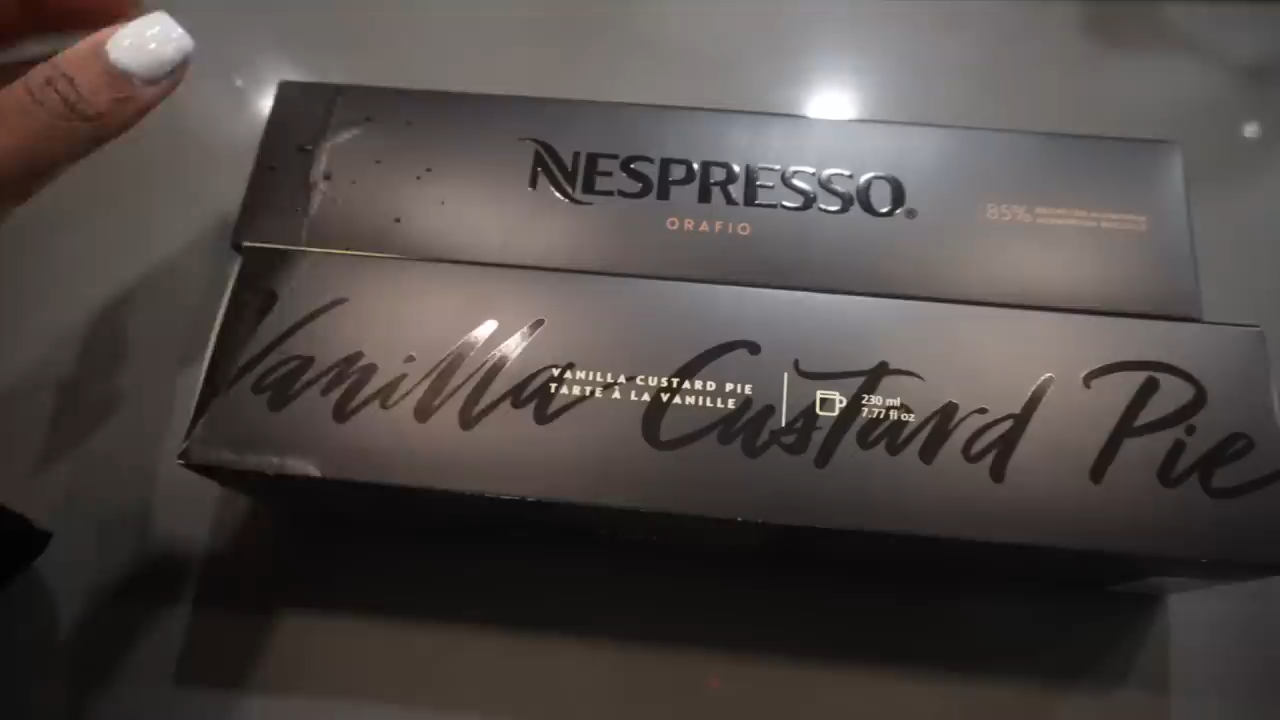 NESPRESSO
ORAFIO
85%
Vanilla Custard Pie
VANILLA CUSTARD PIE
TARTE À LA VANILLE
230 ml
7.77 fl oz